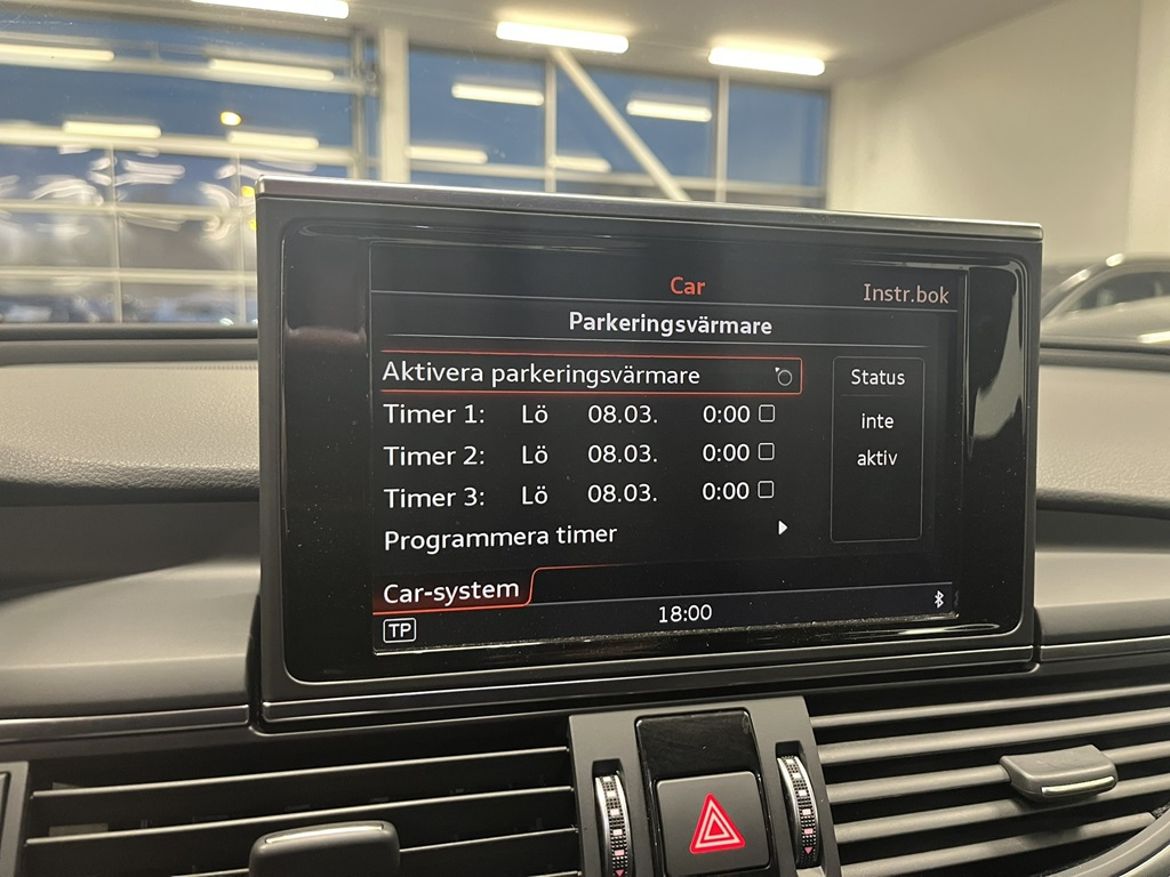 Car
Instr.bok
Parkeringsvärmare
Aktivera parkeringsvärmare
Timer 1: Lö 08.03. 0:00
Timer 2: Lö 08.03. 0:00
Timer 3: Lö 08.03. 0:00
Programmera timer
Status
inte
aktiv
Car-system
TP
18:00